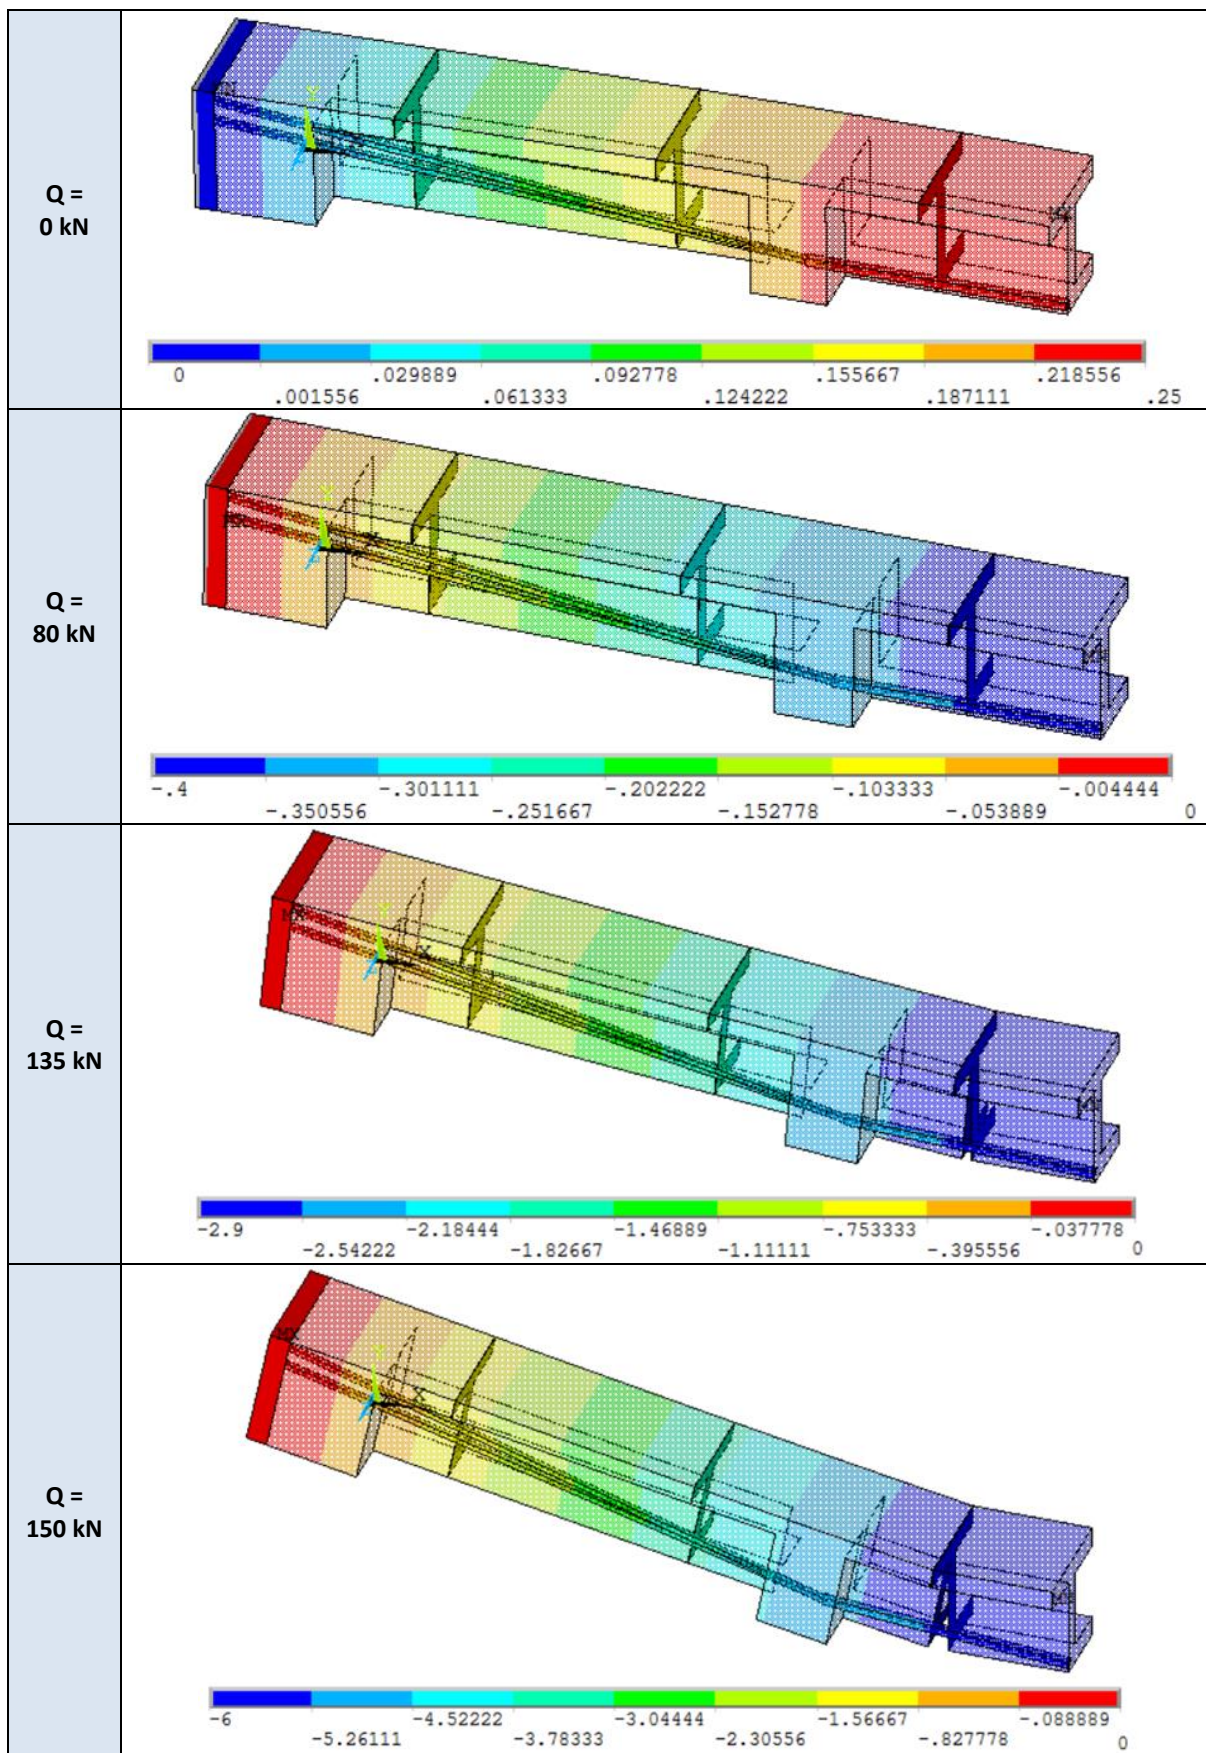 Q =
0 kN
Y
0 .029889 .092778 .155667 .218556
.001556 .061333 .124222 .187111 .25
Q =
80 kN
Y
X
-.4 -.301111 -.202222 -.103333 -.004444
-.350556 -.251667 -.152778 -.053889 0
Q =
135 kN
MX
Y
X
-2.9 -2.18444 -1.46889 -.753333 -.037778
-2.54222 -1.82667 -1.11111 -.395556 0
Q =
150 kN
MX
Y
X
-6 -4.52222 -3.04444 -1.56667 -.088889
-5.26111 -3.78333 -2.30556 -.827778 0